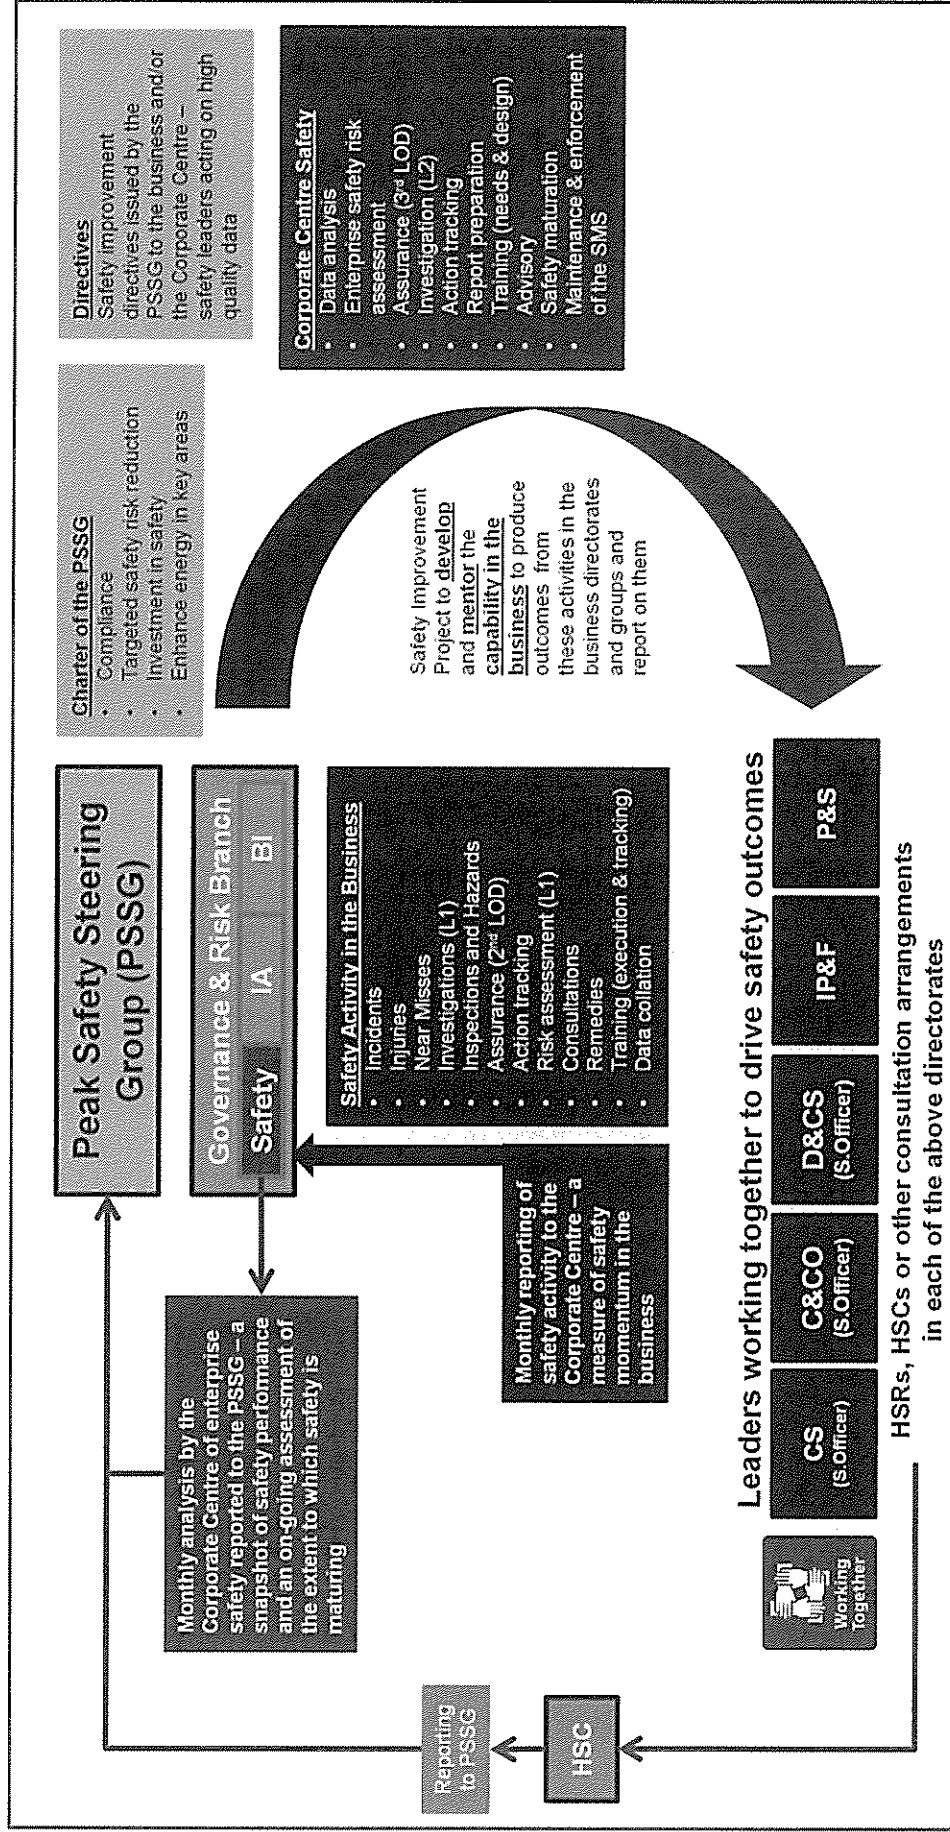 Peak Safety Steering
Group (PSSG)
Charter of the PSSG
• Compliance
• Targeted safety risk reduction
• Investment in safety
• Enhance energy in key areas
Directives
Safety improvement
directives issued by the
PSSG to the business and/or
the Corporate Centre –
safety leaders acting on high
quality data
Monthly analysis by the
Corporate Centre of enterprise
safety reported to the PSSG – a
snapshot of safety performance
and an on-going assessment of
the extent to which safety is
maturing
Governance & Risk Branch
Safety IA BI
Reporting
to PSSG
HSC
Monthly reporting of
safety activity to the
Corporate Centre – a
measure of safety
momentum in the
business
Safety Activity in the Business
• Incidents
• Injuries
• Near Misses
• Investigations (L1)
• Inspections and Hazards
• Assurance (2nd LOD)
• Action tracking
• Risk assessment (L1)
• Consultations
• Remedies
• Training (execution & tracking)
• Data collation
Safety Improvement
Project to develop
and mentor the
capability in the
business to produce
outcomes from
these activities in the
business directorates
and groups and
report on them
Corporate Centre Safety
• Data analysis
• Enterprise safety risk
assessment
• Assurance (3rd LOD)
• Investigation (L2)
• Action tracking
• Report preparation
• Training (needs & design)
• Advisory
• Safety maturation
• Maintenance & enforcement
of the SMS
Leaders working together to drive safety outcomes
Working
Together
CS
(S.Officer)
C&CO
(S.Officer)
D&CS
(S.Officer)
IP&F
P&S
HSRs, HSCs or other consultation arrangements
in each of the above directorates